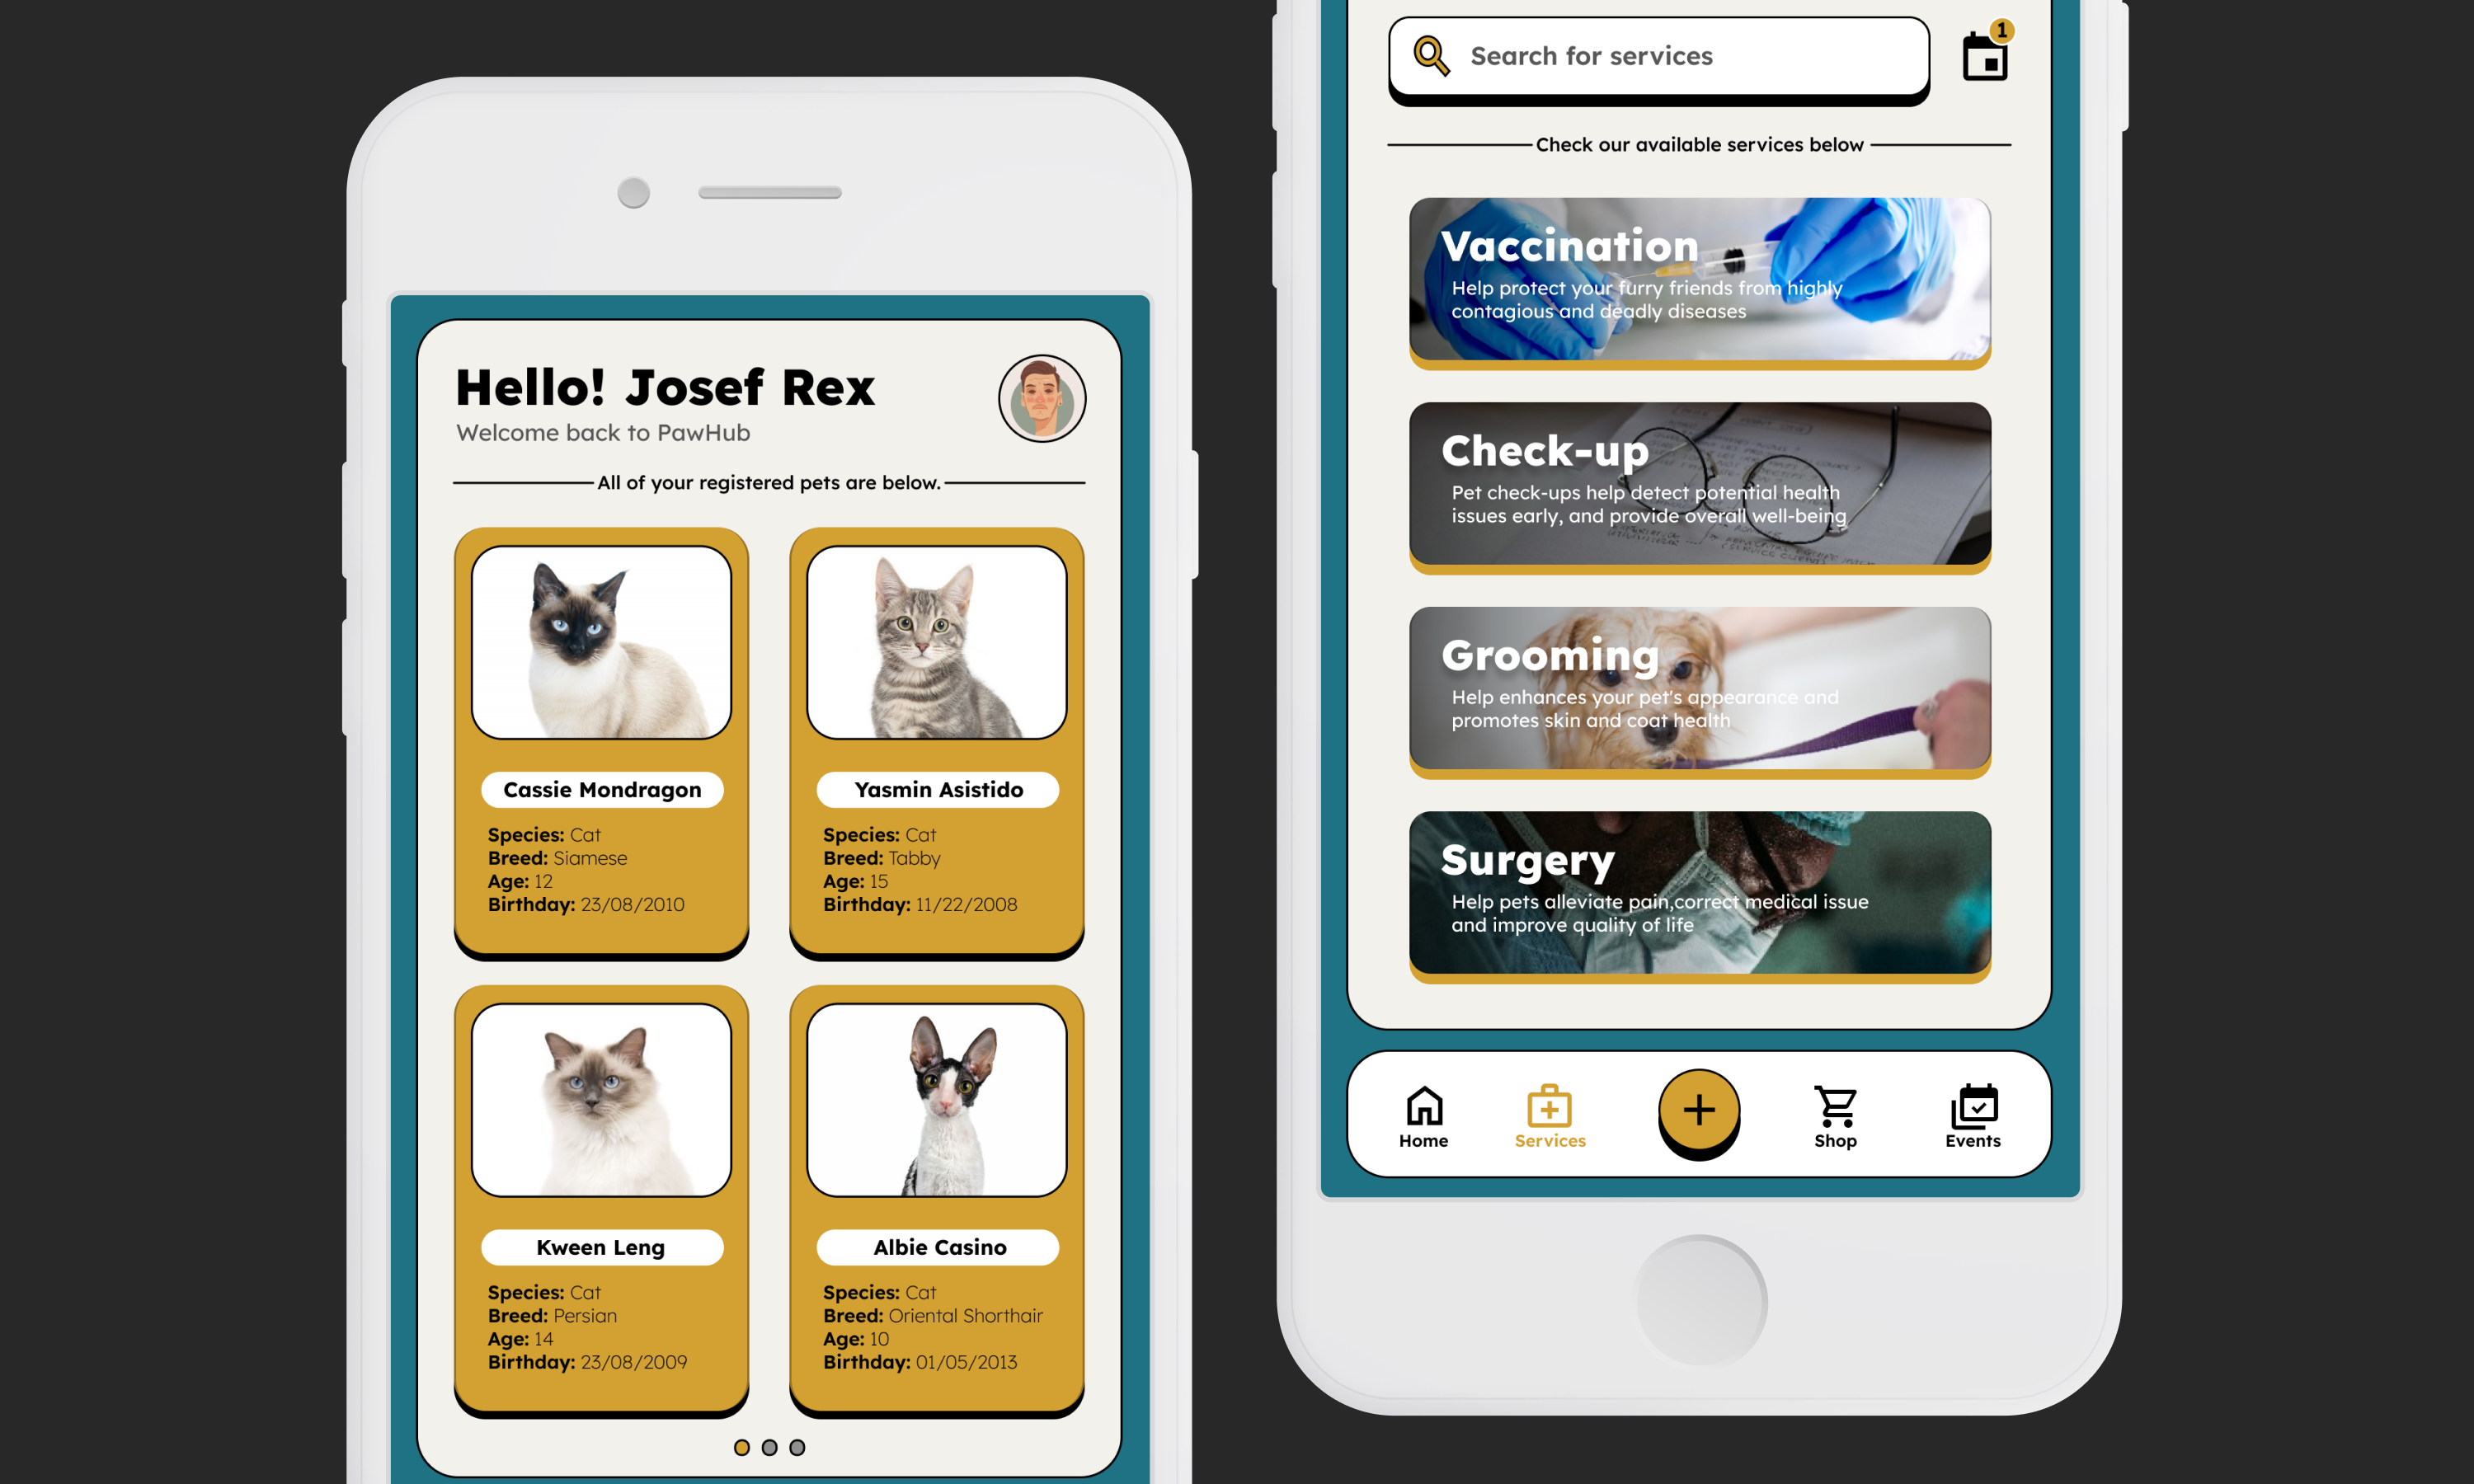 Hello! Josef Rex
Welcome back to PawHub
All of your registered pets are below.
Cassie Mondragon
Species: Cat
Breed: Siamese
Age: 12
Birthday: 23/08/2010
Yasmin Asistido
Species: Cat
Breed: Tabby
Age: 15
Birthday: 11/22/2008
Kween Leng
Species: Cat
Breed: Persian
Age: 14
Birthday: 23/08/2009
Albie Casino
Species: Cat
Breed: Oriental Shorthair
Age: 10
Birthday: 01/05/2013
Search for services
1
Check our available services below
Vaccination
Help protect your furry friends from highly
contagious and deadly diseases
Check-up
Pet check-ups help detect potential health
issues early, and provide overall well-being
Grooming
Help enhances your pet's appearance and
promotes skin and coat health
Surgery
Help pets alleviate pain,correct medical issue
and improve quality of life
Home
Services
Shop
Events